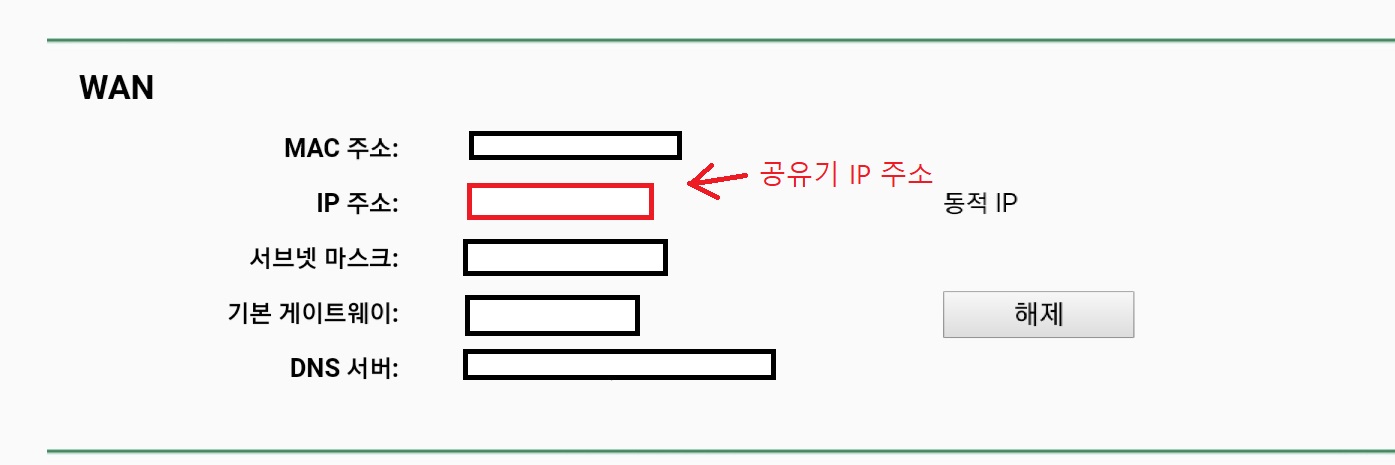 WAN
MAC 주소:
공유기 IP 주소
IP 주소:
동적 IP
서브넷 마스크:
기본 게이트웨이:
해제
DNS 서버: